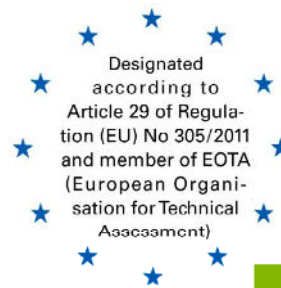 Designated
according to
Article 29 of Regula-
tion (EU) No 305/2011
and member of EOTA
(European Organi-
sation for Technical
Assessment)